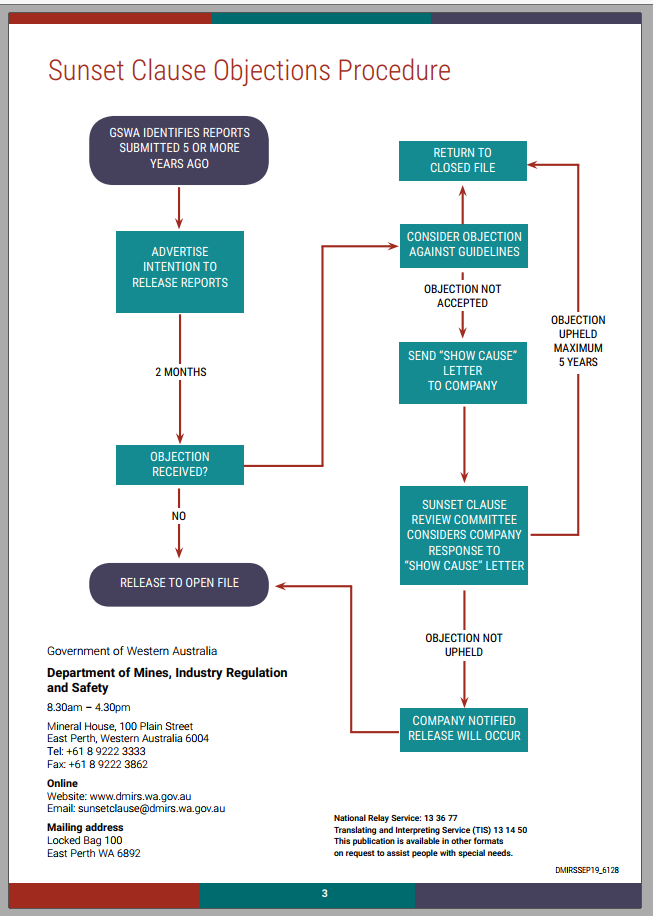 Sunset Clause Objections Procedure
GSWA IDENTIFIES REPORTS
SUBMITTED 5 OR MORE
YEARS AGO
ADVERTISE
INTENTION TO
RELEASE REPORTS
2 MONTHS
OBJECTION
RECEIVED?
NO
RELEASE TO OPEN FILE
RETURN TO
CLOSED FILE
CONSIDER OBJECTION
AGAINST GUIDELINES
OBJECTION NOT
ACCEPTED
SEND “SHOW CAUSE”
LETTER
TO COMPANY
OBJECTION
UPHELD
MAXIMUM
5 YEARS
SUNSET CLAUSE
REVIEW COMMITTEE
CONSIDERS COMPANY
RESPONSE TO
“SHOW CAUSE” LETTER
OBJECTION NOT
UPHELD
COMPANY NOTIFIED
RELEASE WILL OCCUR
Government of Western Australia
Department of Mines, Industry Regulation
and Safety
8.30am – 4.30pm
Mineral House, 100 Plain Street
East Perth, Western Australia 6004
Tel: +61 8 9222 3333
Fax: +61 8 9222 3862
Online
Website: www.dmirs.wa.gov.au
Email: sunsetclause@dmirs.wa.gov.au
Mailing address
Locked Bag 100
East Perth WA 6892
National Relay Service: 13 36 77
Translating and Interpreting Service (TIS) 13 14 50
This publication is available in other formats
on request to assist people with special needs.
DMIRSSEP19_6128
3